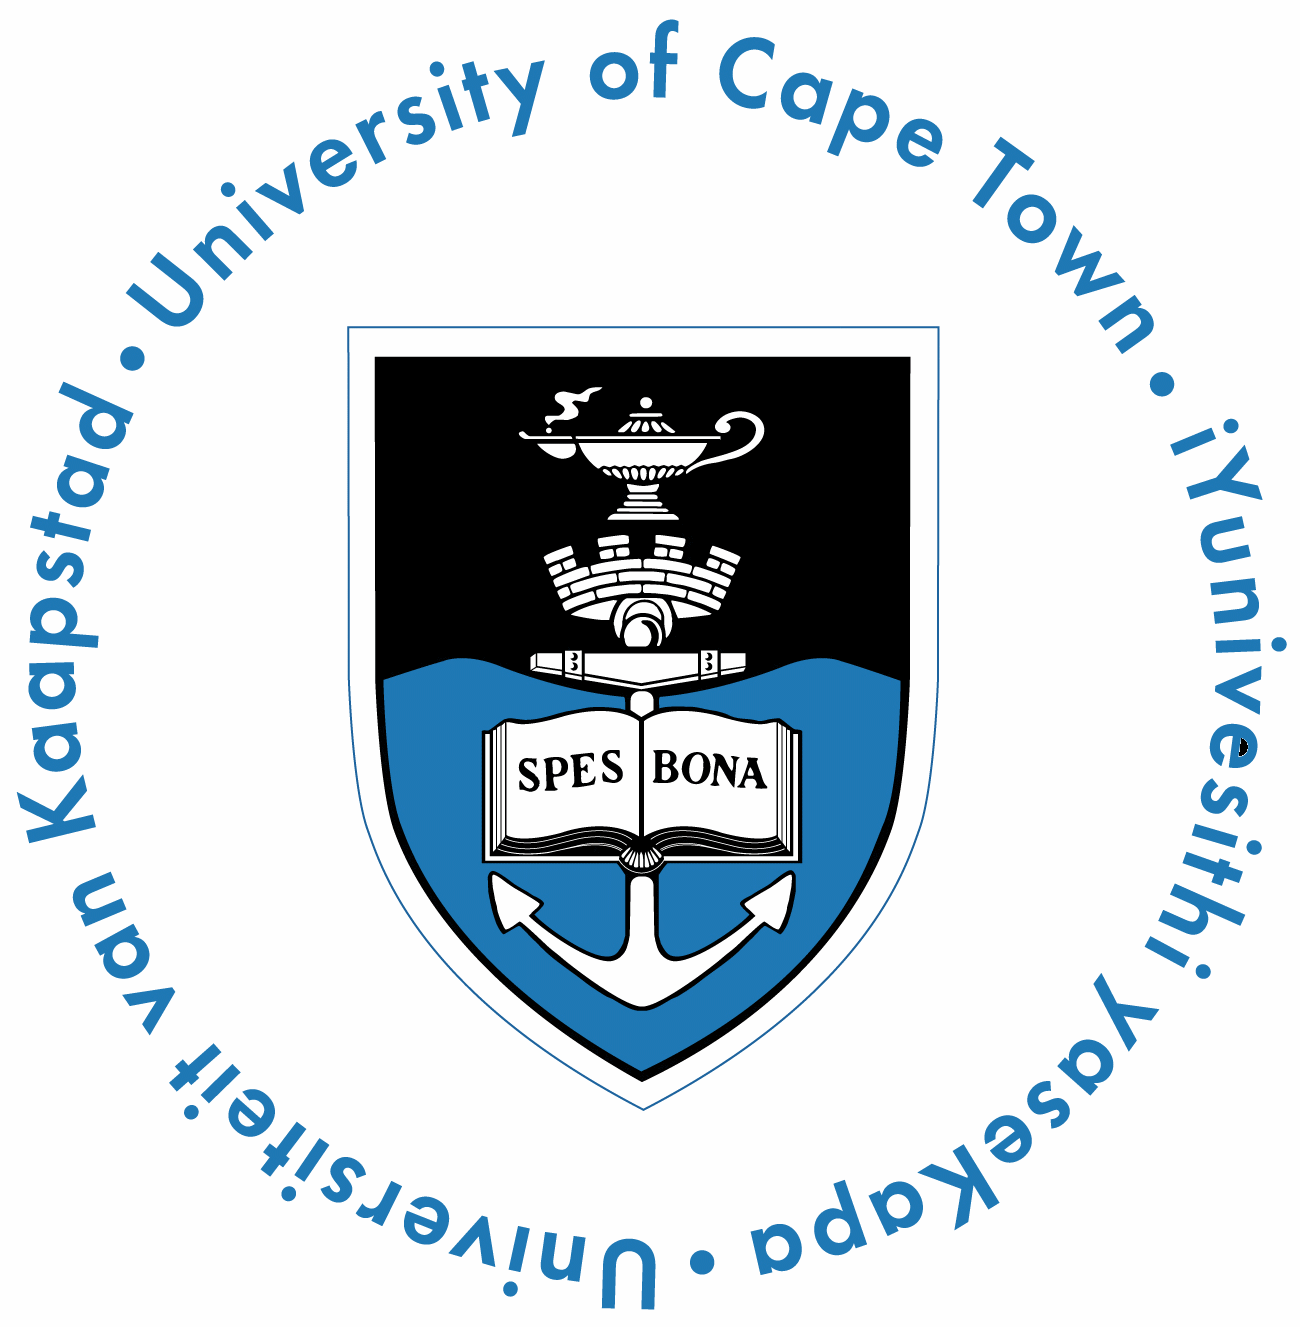 University of Cape Town • iYunivesithi YaseKapa • Universiteit van Kaapstad •
SPES BONA